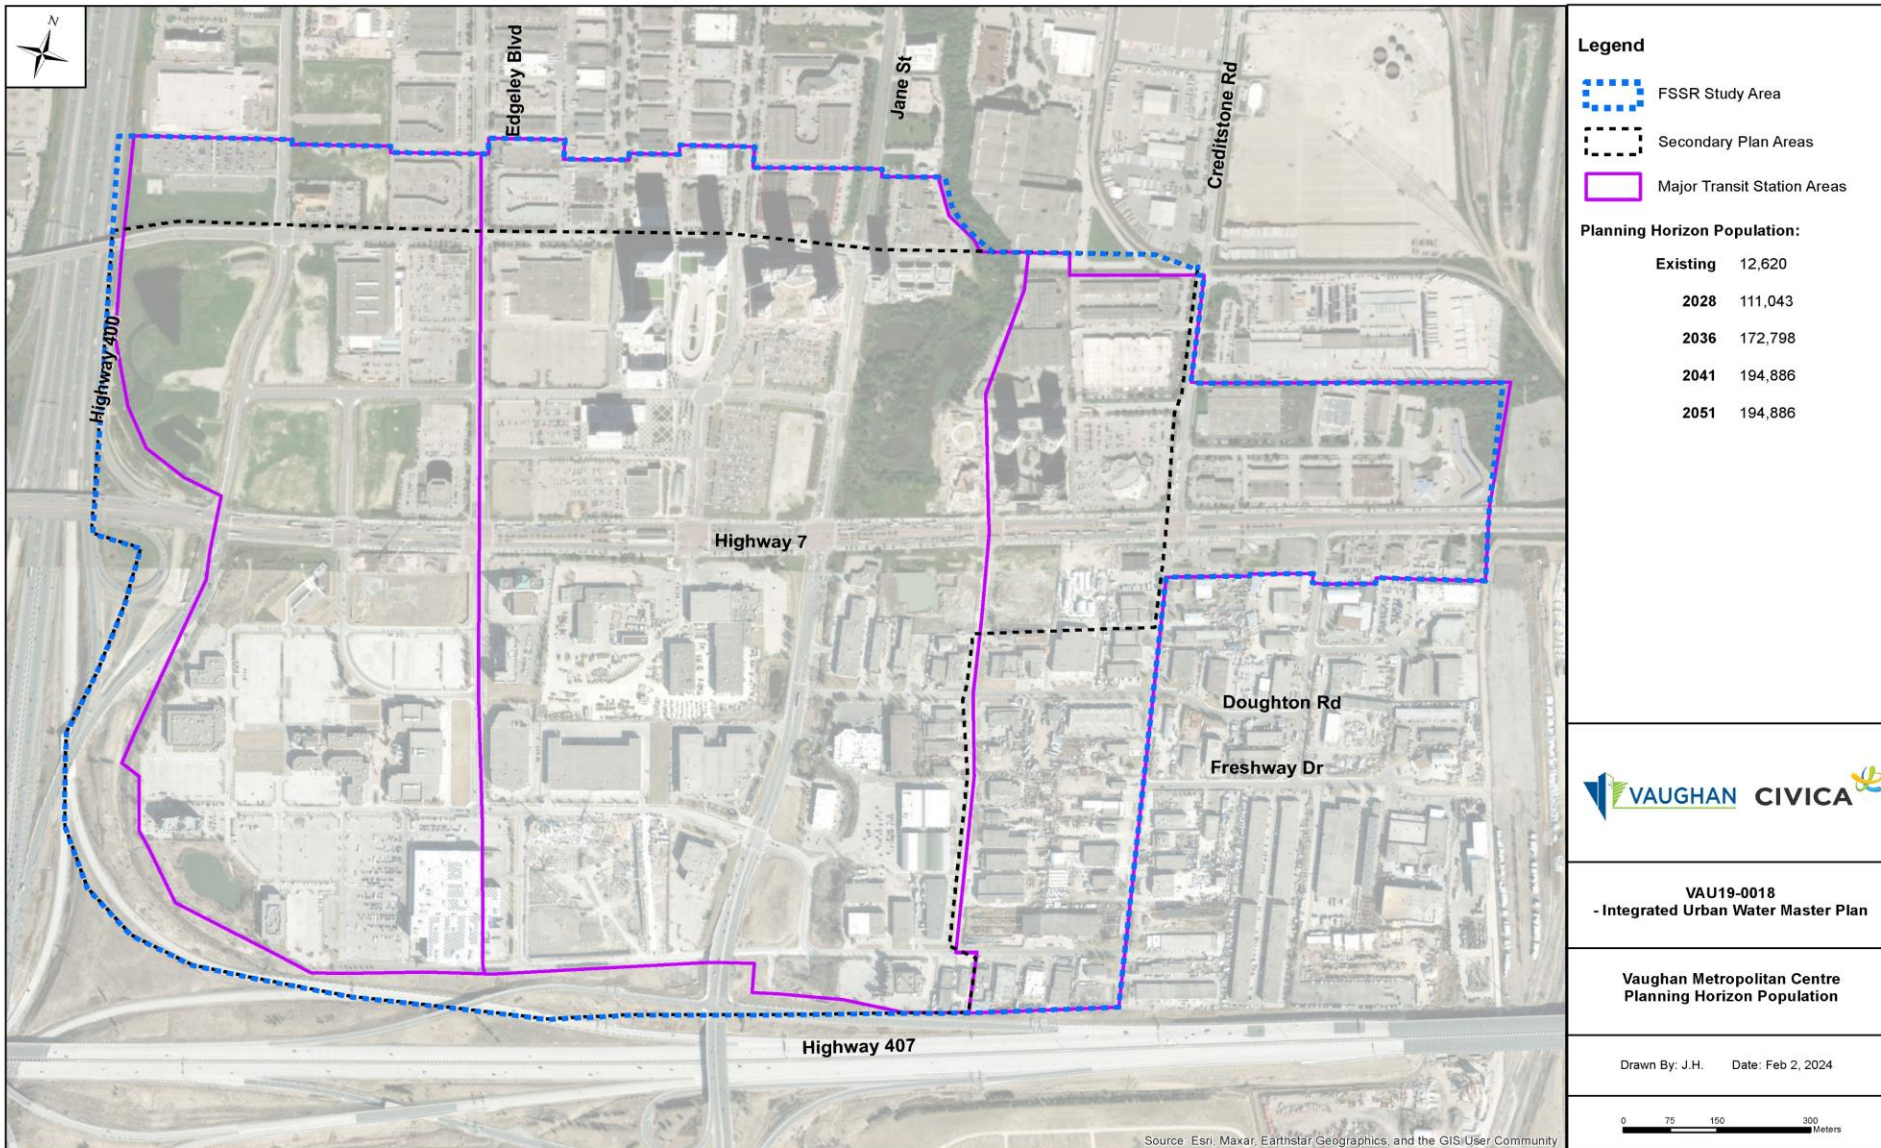 N
Edgeley Blvd
Jane St
Creditstone Rd
Highway 400
Highway 7
Doughton Rd
Freshway Dr
Highway 407
Source: Esri, Maxar, Earthstar Geographics, and the GIS User Community
Legend
FSSR Study Area
Secondary Plan Areas
Major Transit Station Areas
Planning Horizon Population:
Existing 12,620
2028 111,043
2036 172,798
2041 194,886
2051 194,886
VAUGHAN CIVICA
VAU19-0018
- Integrated Urban Water Master Plan
Vaughan Metropolitan Centre
Planning Horizon Population
Drawn By: J.H. Date: Feb 2, 2024
0 75 150 300
Meters